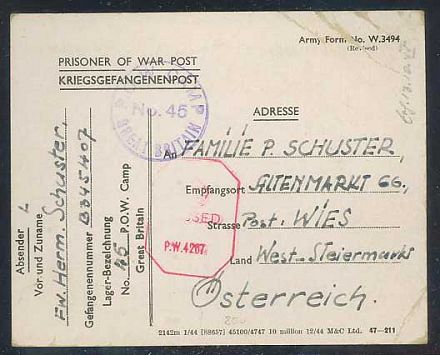 Army Form No. W.3494
(Revised)
PRISONER OF WAR POST
KRIEGSGEFANGENENPOST
CAMP
No. 45
GREAT BRITAIN
ADRESSE
An FAMILIE P. SCHUSTER,
Empfangsort ALTENMARKT 66,
Strasse Post. WIES
Land West-Steiermark
Österreich.
P.W. 4267
Absender
Vor und Zuname Fw. Herm. Schuster,
Gefangenennummer B345407
Lager-Bezeichnung
No. 45 P.O.W. Camp
Great Britain
2142m 1/44 [88657] 45100/4747 10 million 12/44 M&C Ltd. 47—211